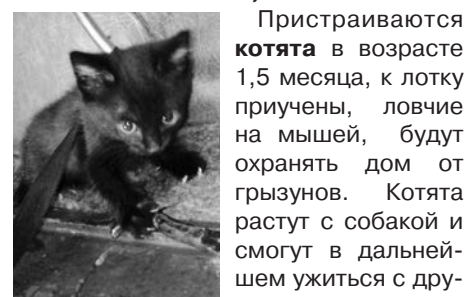 Пристраиваются
котята в возрасте
1,5 месяца, к лотку
приучены, ловчие
на мышей, будут
охранять дом от
грызунов. Котята
растут с собакой и
смогут в дальней-
шем ужиться с дру-